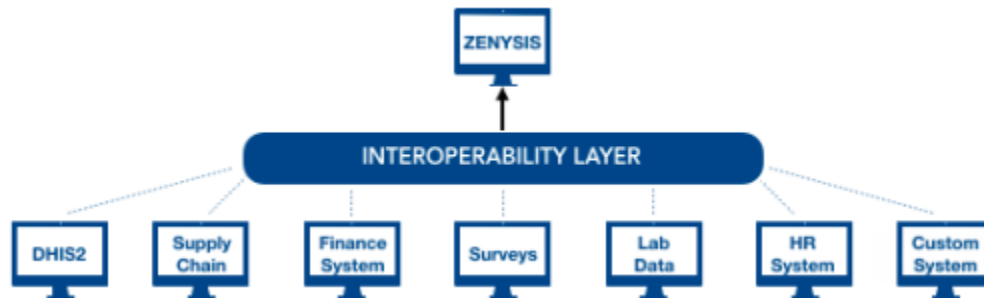 ZENYSIS
INTEROPERABILITY LAYER
DHIS2
Supply
Chain
Finance
System
Surveys
Lab
Data
HR
System
Custom
System